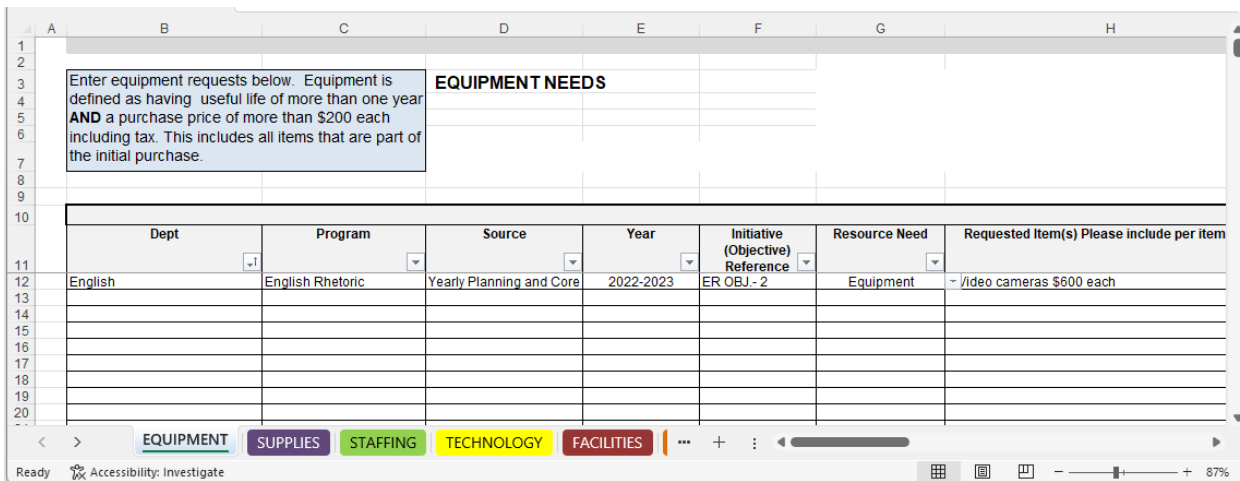 A B C D E F G H
1
2
3 Enter equipment requests below. Equipment is EQUIPMENT NEEDS
4 defined as having useful life of more than one year
5 AND a purchase price of more than $200 each
6 including tax. This includes all items that are part of
7 the initial purchase.
8
9
10
Dept Program Source Year Initiative Resource Need Requested Item(s) Please include per item
(Objective)
11 Reference
12 English English Rhetoric Yearly Planning and Core 2022-2023 ER OBJ.- 2 Equipment Video cameras $600 each
13
14
15
16
17
18
19
20
EQUIPMENT SUPPLIES STAFFING TECHNOLOGY FACILITIES
Ready Accessibility: Investigate 87%